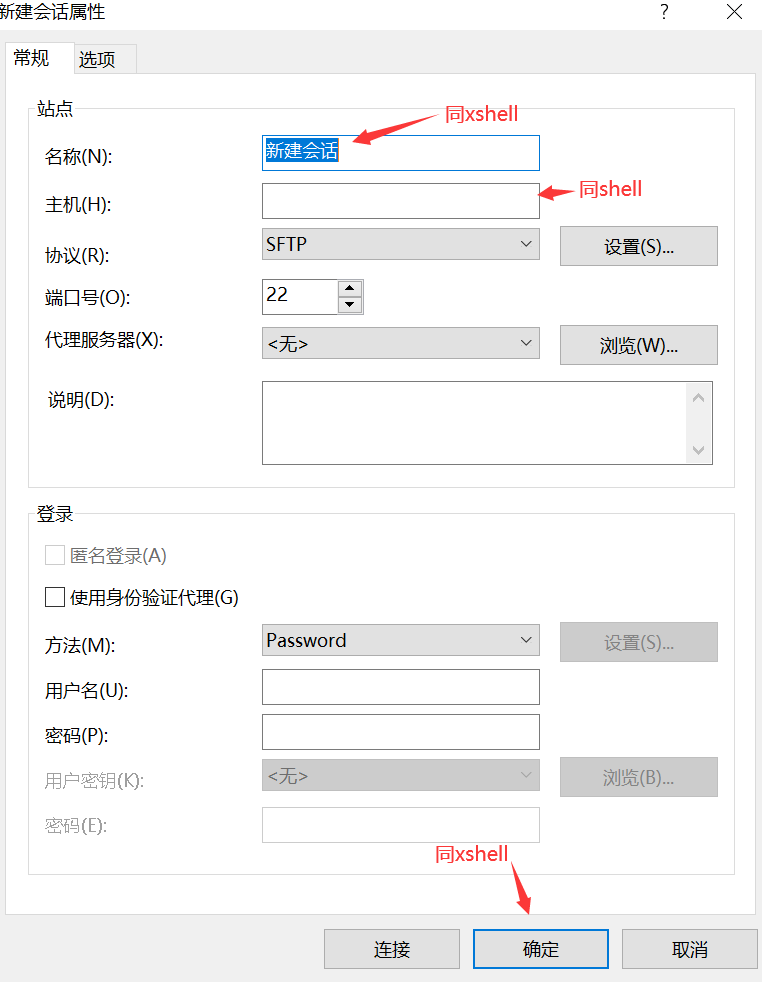 新建会话属性
常规 选项
站点
同xshell
名称(N): 新建会话
同shell
主机(H):
协议(R): SFTP 设置(S)...
端口号(O): 22
代理服务器(X): <无> 浏览(W)...
说明(D):
登录
匿名登录(A)
使用身份验证代理(G)
方法(M): Password 设置(S)...
用户名(U):
密码(P):
用户密钥(K): <无> 浏览(B)...
密码(E):
同xshell
连接 确定 取消